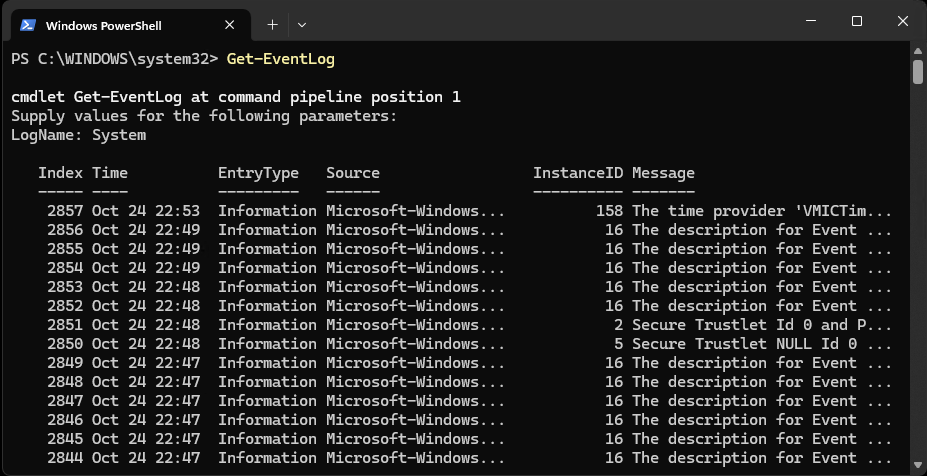 Windows PowerShell
PS C:\WINDOWS\system32> Get-EventLog
cmdlet Get-EventLog at command pipeline position 1
Supply values for the following parameters:
LogName: System
Index Time EntryType Source InstanceID Message
----- ---- --------- ------ ---------- -------
2857 Oct 24 22:53 Information Microsoft-Windows... 158 The time provider 'VMICTim...
2856 Oct 24 22:49 Information Microsoft-Windows... 16 The description for Event ...
2855 Oct 24 22:49 Information Microsoft-Windows... 16 The description for Event ...
2854 Oct 24 22:49 Information Microsoft-Windows... 16 The description for Event ...
2853 Oct 24 22:48 Information Microsoft-Windows... 16 The description for Event ...
2852 Oct 24 22:48 Information Microsoft-Windows... 16 The description for Event ...
2851 Oct 24 22:48 Information Microsoft-Windows... 2 Secure Trustlet Id 0 and P...
2850 Oct 24 22:48 Information Microsoft-Windows... 5 Secure Trustlet NULL Id 0 ...
2849 Oct 24 22:47 Information Microsoft-Windows... 16 The description for Event ...
2848 Oct 24 22:47 Information Microsoft-Windows... 16 The description for Event ...
2847 Oct 24 22:47 Information Microsoft-Windows... 16 The description for Event ...
2846 Oct 24 22:47 Information Microsoft-Windows... 16 The description for Event ...
2845 Oct 24 22:47 Information Microsoft-Windows... 16 The description for Event ...
2844 Oct 24 22:47 Information Microsoft-Windows... 16 The description for Event ...